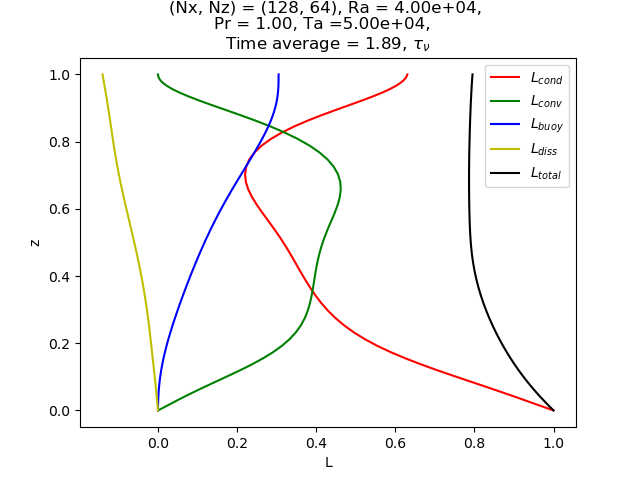 (Nx, Nz) = (128, 64), Ra = 4.00e+04,
Pr = 1.00, Ta =5.00e+04,
Time average = 1.89, τν
1.0
0.8
0.6
0.4
0.2
0.0
z
0.0 0.2 0.4 0.6 0.8 1.0
L
Lcond
Lconv
Lbuoy
Ldiss
Ltotal